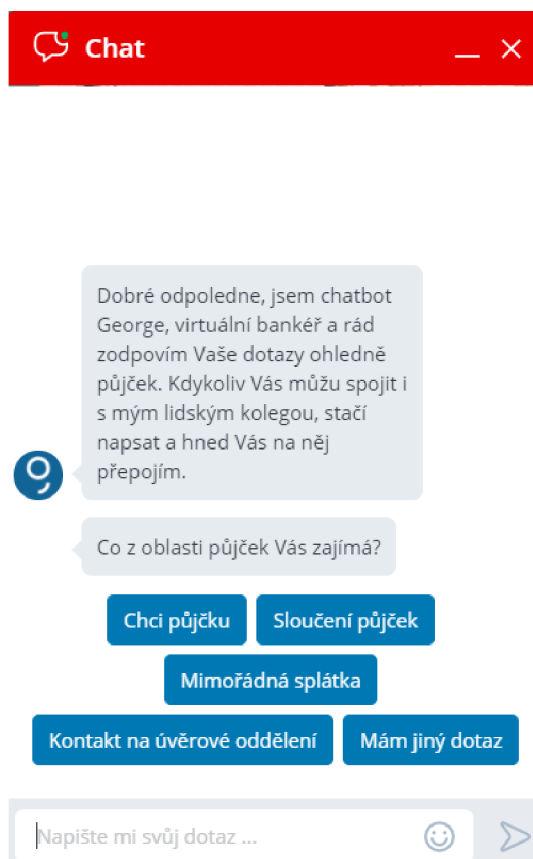 Chat
Dobré odpoledne, jsem chatbot
George, virtuální bankéř a rád
zodpovím Vaše dotazy ohledně
půjček. Kdykoliv Vás můžu spojit i
s mým lidským kolegou, stačí
napsat a hned Vás na něj
přepojím.
Co z oblasti půjček Vás zajímá?
Chci půjčku Sloučení půjček
Mimořádná splátka
Kontakt na úvěrové oddělení Mám jiný dotaz
Napište mi svůj dotaz ...